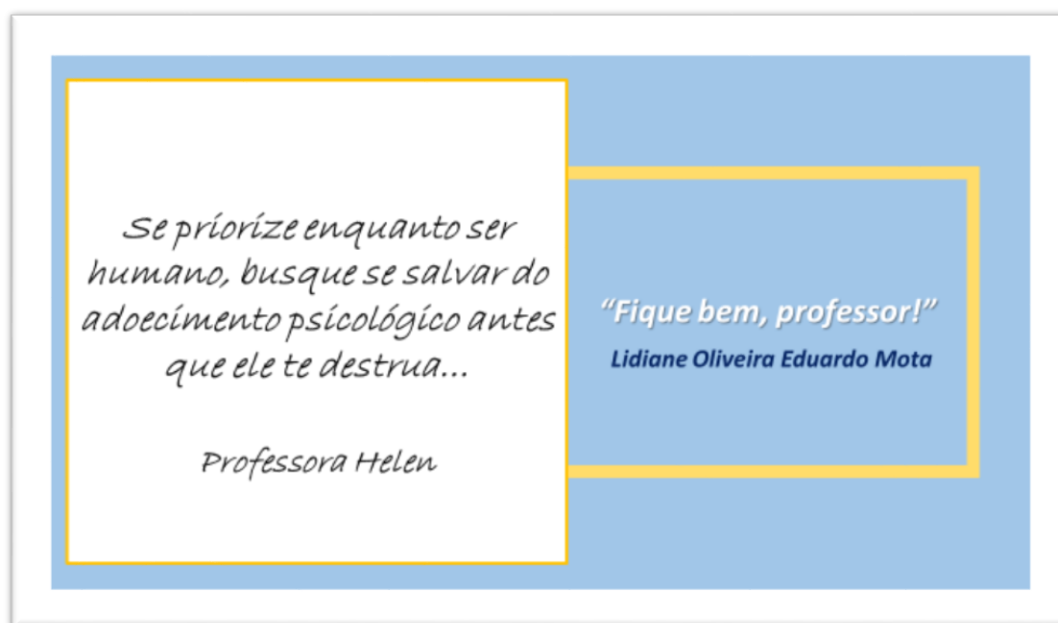 Se priorize enquanto ser
humano, busque se salvar do
adoecimento psicológico antes
que ele te destrua...
Professora Helen
“Fique bem, professor!”
Lidiane Oliveira Eduardo Mota